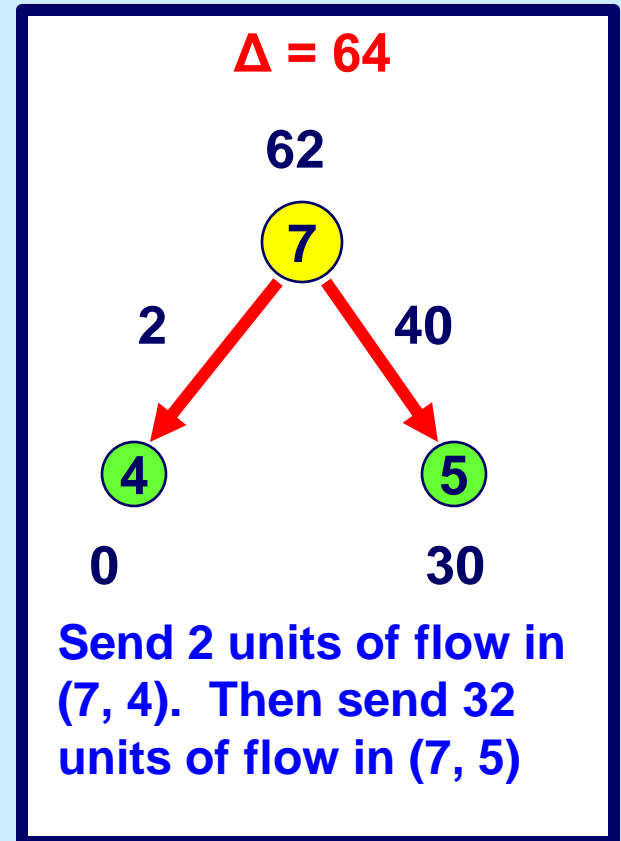 Δ = 64
62
7
2
40
4
5
0
30
Send 2 units of flow in
(7, 4).  Then send 32
units of flow in (7, 5)